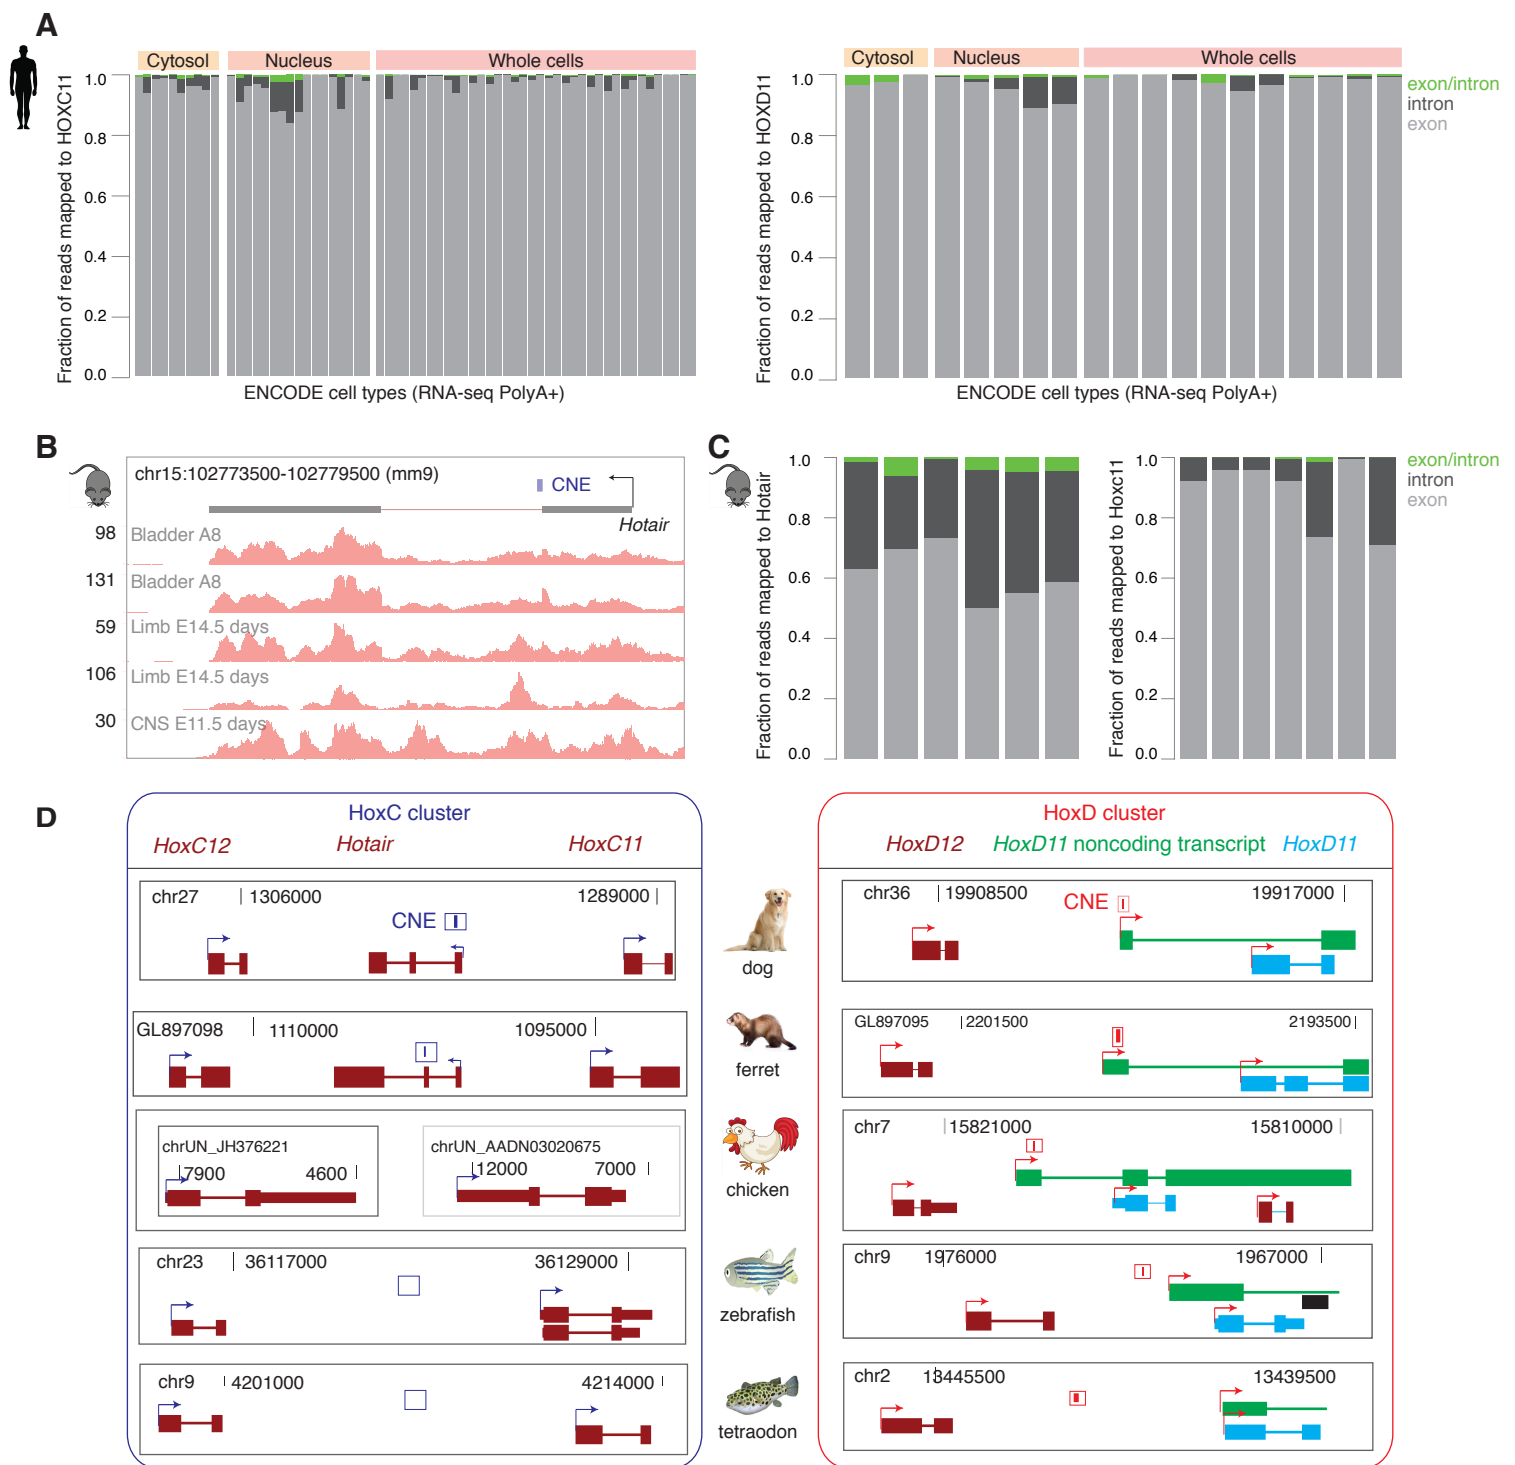 A
Cytosol Nucleus Whole cells
Fraction of reads mapped to HOXC11
1.0
0.8
0.6
0.4
0.2
0.0
ENCODE cell types (RNA-seq PolyA+)
Cytosol Nucleus Whole cells
Fraction of reads mapped to HOXD11
1.0
0.8
0.6
0.4
0.2
0.0
ENCODE cell types (RNA-seq PolyA+)
exon/intron
intron
exon
B
chr15:102773500-102779500 (mm9)
CNE
Hotair
98 Bladder A8
131 Bladder A8
59 Limb E14.5 days
106 Limb E14.5 days
30 CNS E11.5 days
C
Fraction of reads mapped to Hotair
1.0
0.8
0.6
0.4
0.2
0.0
Fraction of reads mapped to Hoxc11
1.0
0.8
0.6
0.4
0.2
0.0
exon/intron
intron
exon
D
HoxC cluster
HoxC12 Hotair HoxC11
HoxD cluster
HoxD12 HoxD11 noncoding transcript HoxD11
chr27 1306000 1289000
CNE
dog
chr36 19908500 19917000
CNE
GL897098 1110000 1095000
ferret
GL897095 2201500 2193500
chrUN_JH376221
7900 4600
chrUN_AADN03020675
12000 7000
chicken
chr7 15821000 15810000
chr23 36117000 36129000
zebrafish
chr9 1976000 1967000
chr9 4201000 4214000
tetraodon
chr2 13445500 13439500